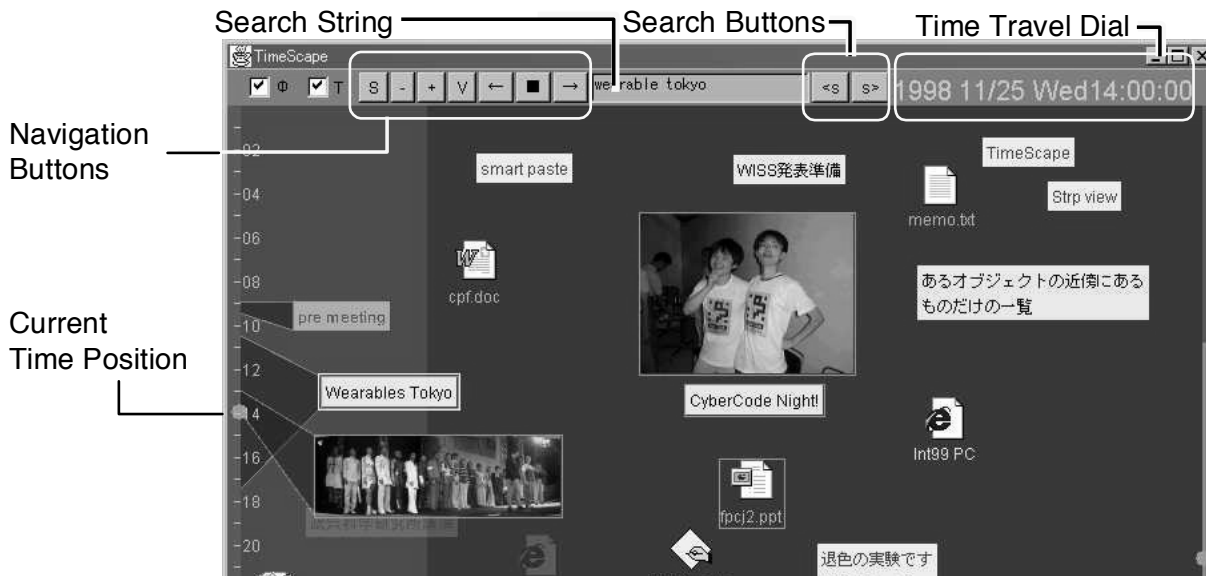 Search String
Search Buttons
Time Travel Dial
TimeScape
Φ T S - + V ← ■ → wearable tokyo <s s> 1998 11/25 Wed14:00:00
Navigation
Buttons
02
04
06
08
10
12
14
16
18
20
smart paste
WISS発表準備
TimeScape
memo.txt
Strp view
cpf.doc
あるオブジェクトの近傍にある
ものだけの一覧
pre meeting
Current
Time Position
Wearables Tokyo
CyberCode Night!
Int99 PC
fpcj2.ppt
退色の実験です